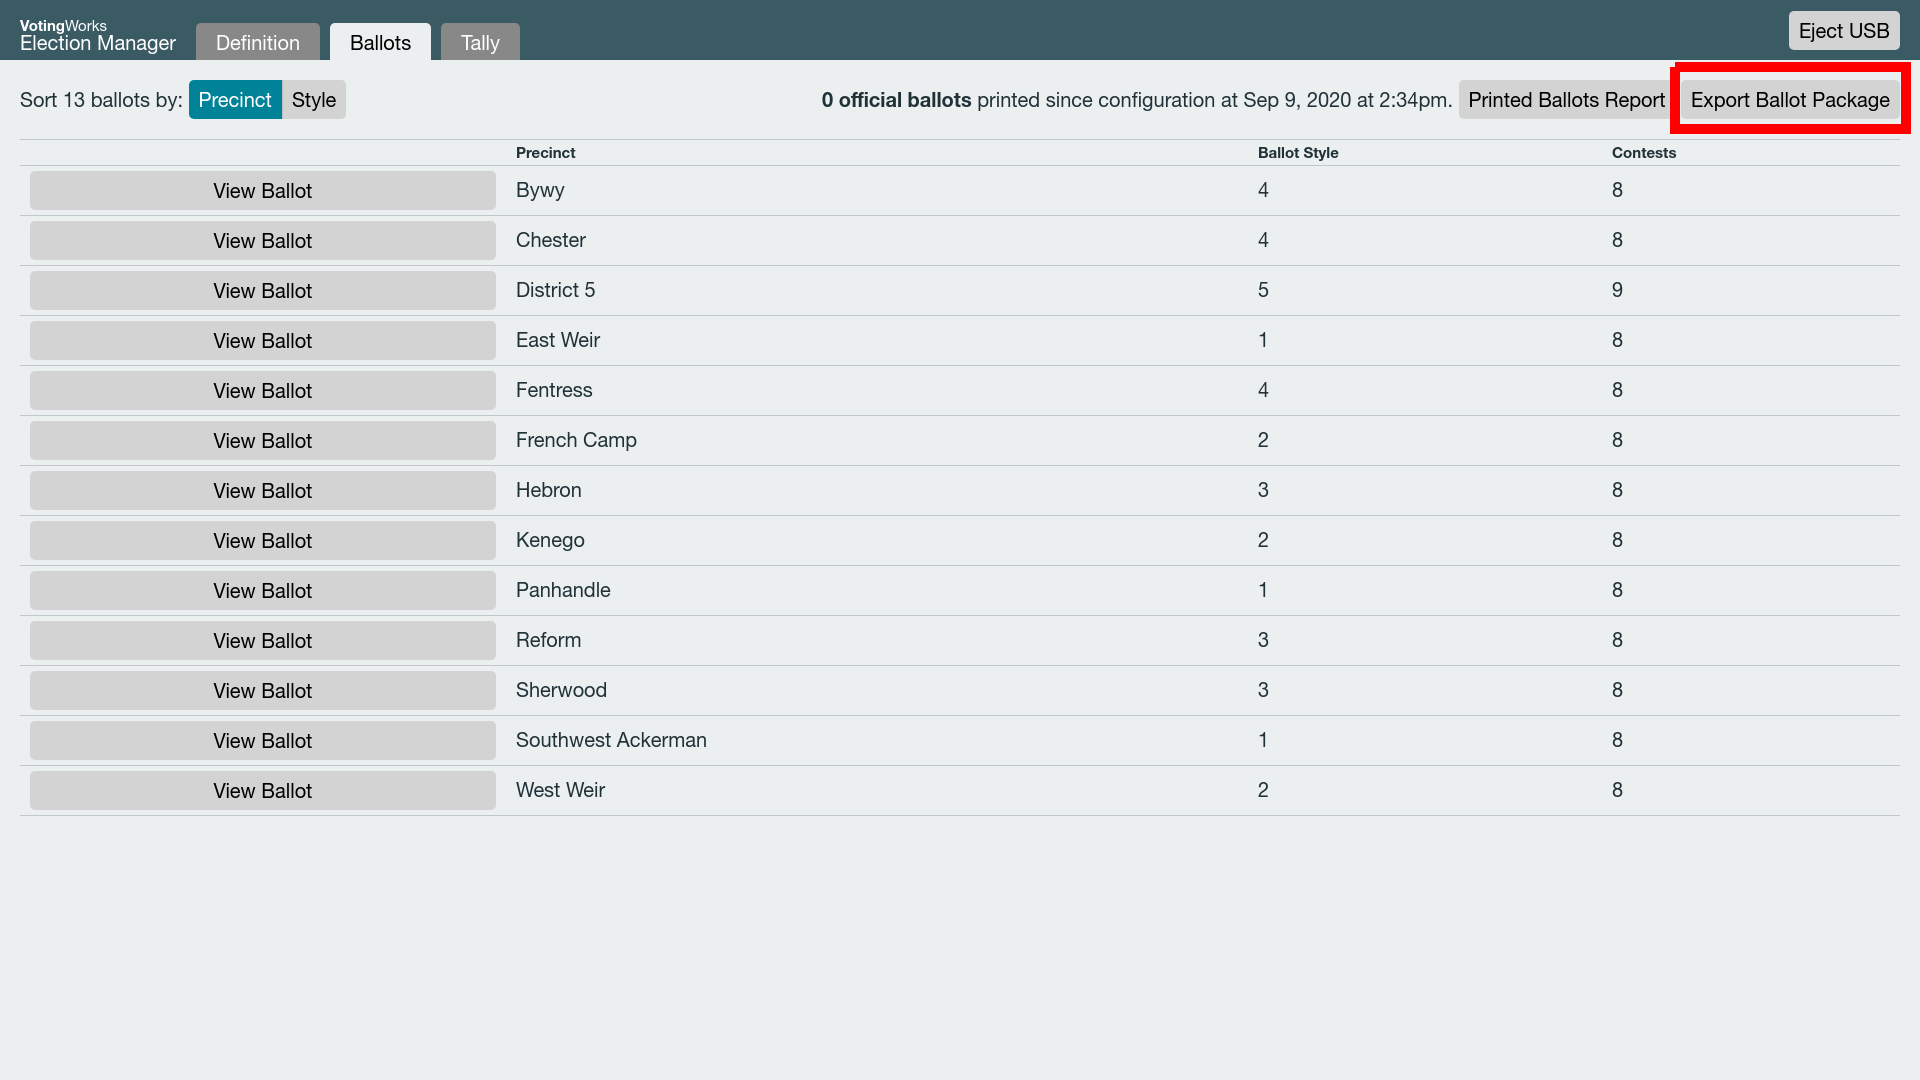 VotingWorks
Election Manager
Definition
Ballots
Tally
Eject USB
Sort 13 ballots by: Precinct Style
0 official ballots printed since configuration at Sep 9, 2020 at 2:34pm. Printed Ballots Report Export Ballot Package
Precinct Ballot Style Contests
View Ballot Bywy 4 8
View Ballot Chester 4 8
View Ballot District 5 5 9
View Ballot East Weir 1 8
View Ballot Fentress 4 8
View Ballot French Camp 2 8
View Ballot Hebron 3 8
View Ballot Kenego 2 8
View Ballot Panhandle 1 8
View Ballot Reform 3 8
View Ballot Sherwood 3 8
View Ballot Southwest Ackerman 1 8
View Ballot West Weir 2 8